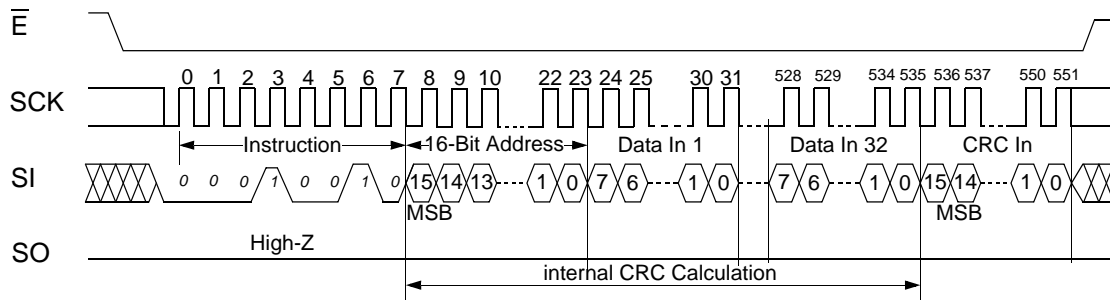 E
0 1 2 3 4 5 6 7 8 9 10 22 23 24 25 30 31 528 529 534 535 536 537 550 551
SCK
Instruction 16-Bit Address Data In 1 Data In 32 CRC In
SI 0 0 0 1 0 0 1 0 15 14 13 1 0 7 6 1 0 7 6 1 0 15 14 1 0
MSB MSB
High-Z
SO
internal CRC Calculation